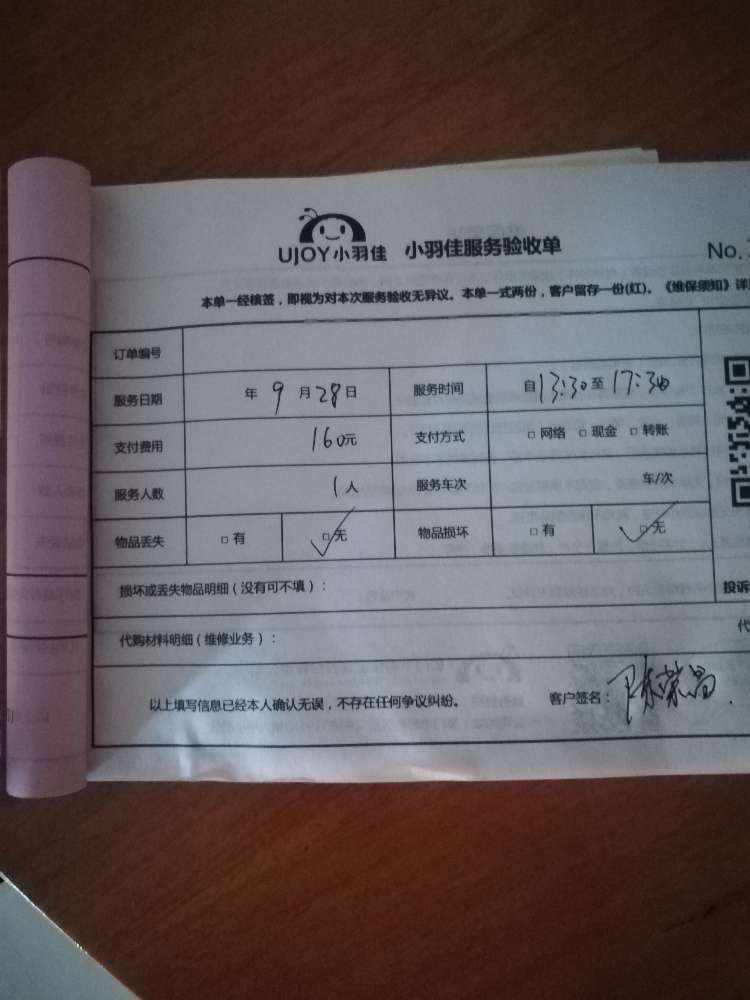 UJOY小羽佳 小羽佳服务验收单
No.
本单一经核签，即视为对本次服务验收无异议。本单一式两份，客户留存一份(红)。《维保须知》详
订单编号
服务日期 年 9 月 28 日 服务时间 自 13:30 至 17:30
支付费用 160元 支付方式 □ 网络 □ 现金 □ 转账
服务人数 1 人 服务车次 车/次
物品丢失 □ 有 □ 无 物品损坏 □ 有 □ 无
损坏或丢失物品明细（没有可不填）：
投诉
代购材料明细（维修业务）：
代
以上填写信息已经本人确认无误，不存在任何争议纠纷。 客户签名：陈荣昌